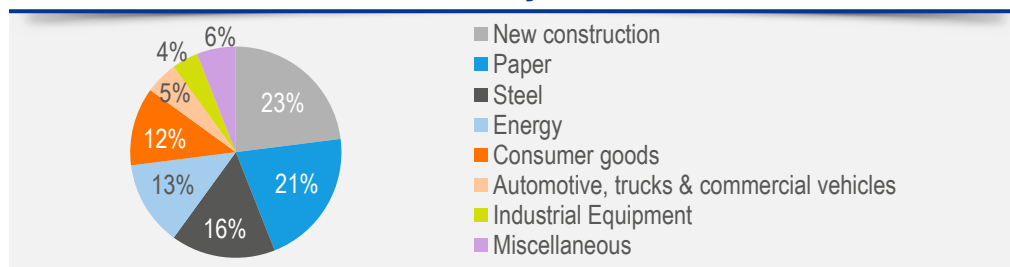 6%
4%
5%
23%
12%
13%
21%
16%
New construction
Paper
Steel
Energy
Consumer goods
Automotive, trucks & commercial vehicles
Industrial Equipment
Miscellaneous